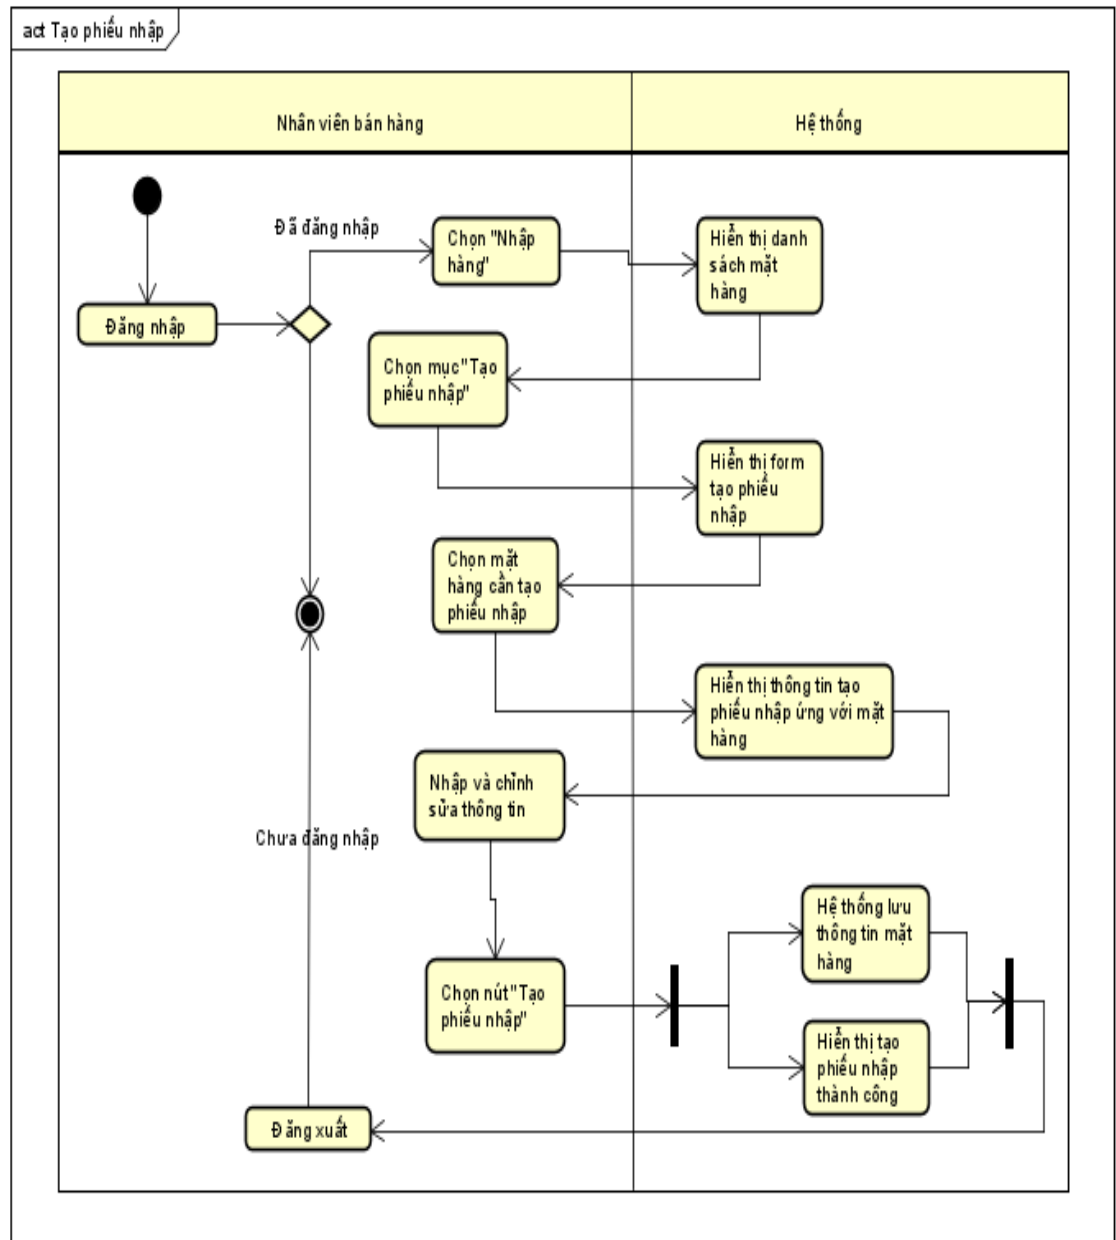 act Tạo phiếu nhập
Nhân viên bán hàng
Hệ thống
Đã đăng nhập
Chọn "Nhập
hàng"
Hiển thị danh
sách mặt
hàng
Đăng nhập
Chọn mục "Tạo
phiếu nhập"
Hiển thị form
tạo phiếu
nhập
Chọn mặt
hàng cần tạo
phiếu nhập
Hiển thị thông tin tạo
phiếu nhập ứng với mặt
hàng
Nhập và chỉnh
sửa thông tin
Chưa đăng nhập
Chọn nút "Tạo
phiếu nhập"
Hệ thống lưu
thông tin mặt
hàng
Hiển thị tạo
phiếu nhập
thành công
Đăng xuất